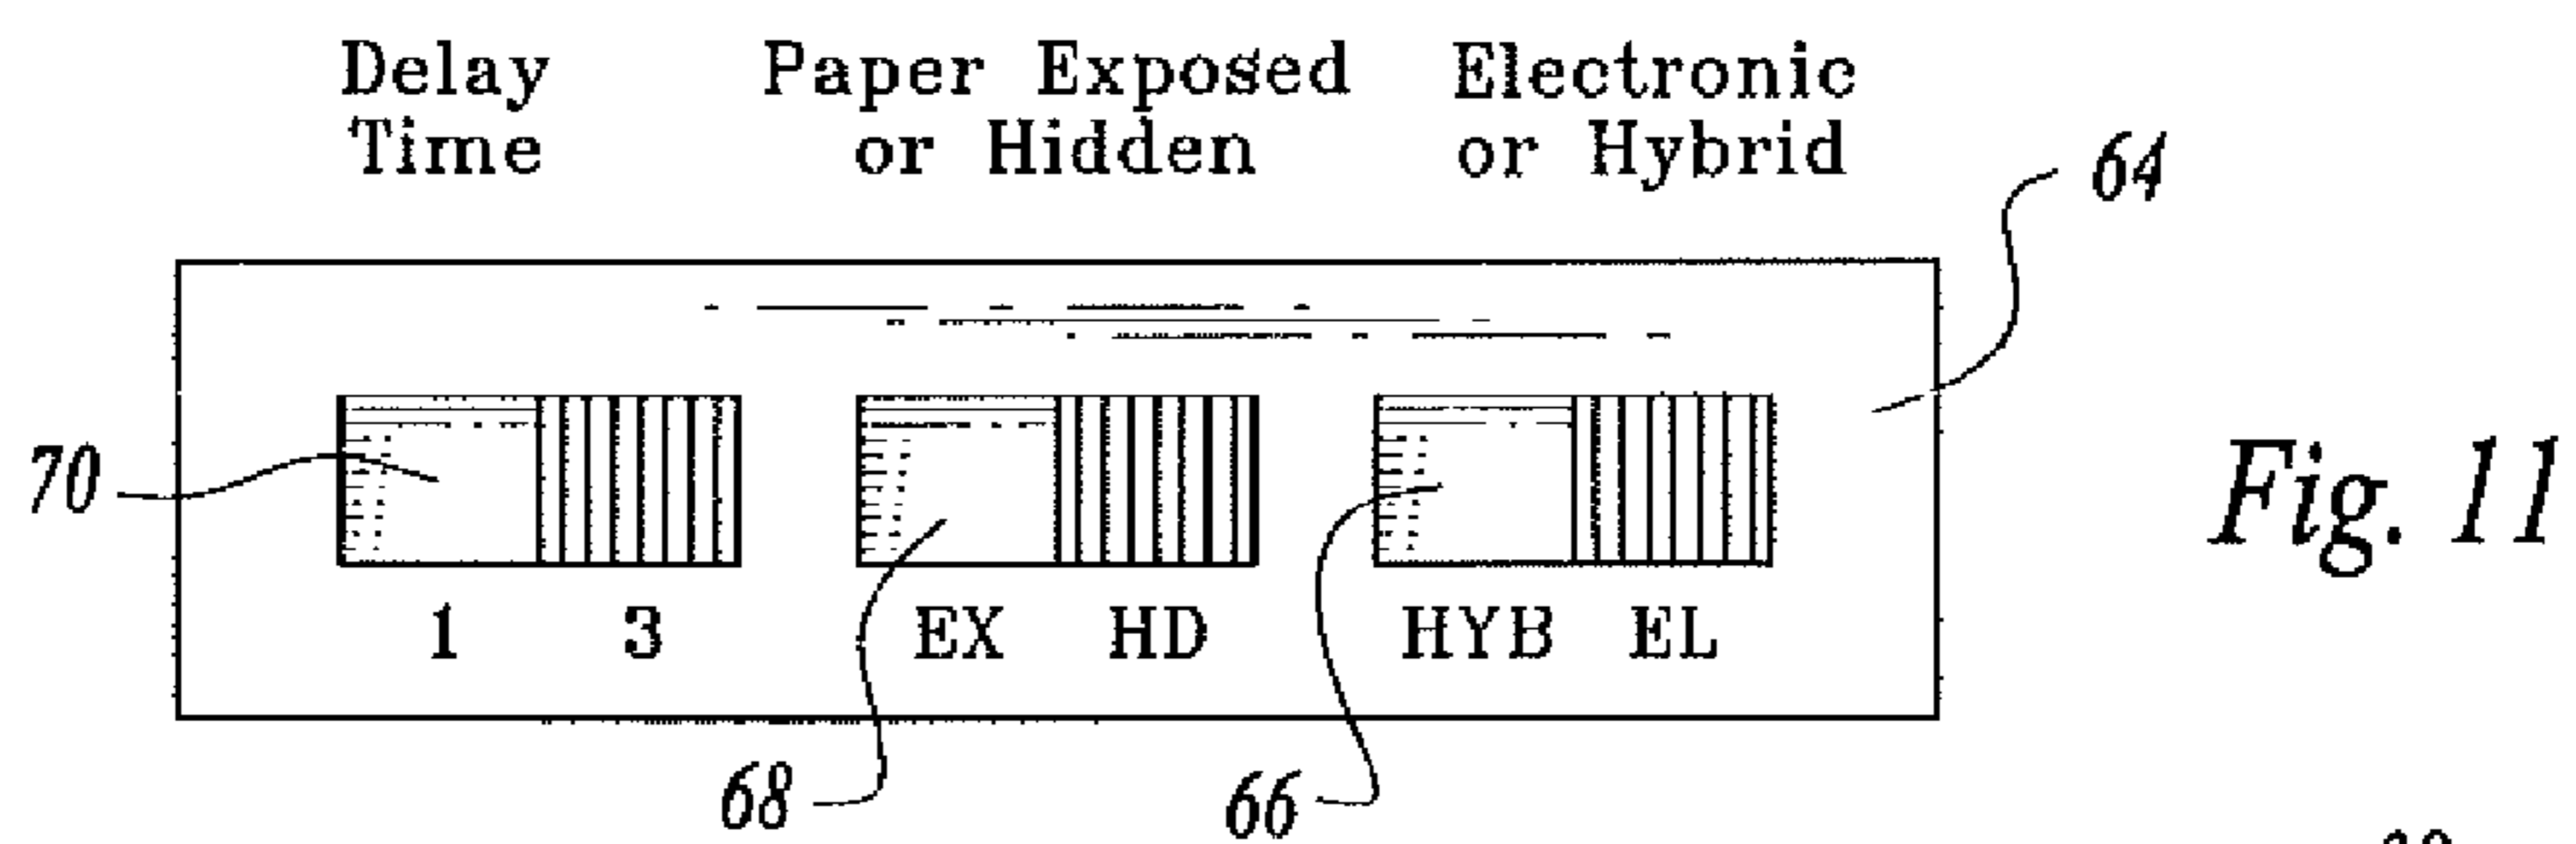 Delay Paper Exposed Electronic
Time or Hidden or Hybrid
64
70
Fig. 11
1 3 EX HD HYB EL
68 66